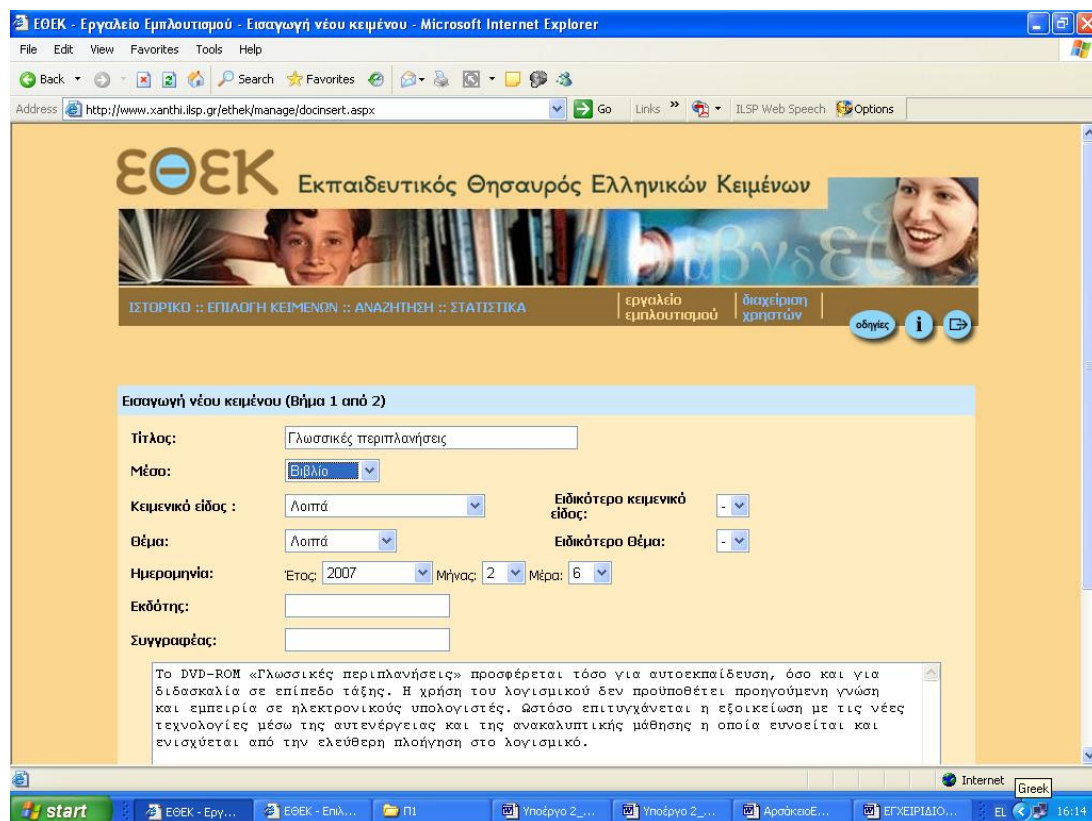 ΕΘΕΚ - Εργαλείο Εμπλουτισμού - Εισαγωγή νέου κειμένου - Microsoft Internet Explorer
File Edit View Favorites Tools Help
Back Search Favorites
Address http://www.xanthi.ilsp.gr/ethek/manage/docinsert.aspx Go Links » ILSP Web Speech Options
εθεκ Εκπαιδευτικός Θησαυρός Ελληνικών Κειμένων
αβγδεζ
ΙΣΤΟΡΙΚΟ :: ΕΠΙΛΟΓΗ ΚΕΙΜΕΝΩΝ :: ΑΝΑΖΗΤΗΣΗ :: ΣΤΑΤΙΣΤΙΚΑ
εργαλείο εμπλουτισμού
διαχείριση χρηστών
οδηγίες i
Εισαγωγή νέου κειμένου (Βήμα 1 από 2)
Τίτλος: Γλωσσικές περιπλανήσεις
Μέσο: Βιβλίο
Κειμενικό είδος : Λοιπά Ειδικότερο κειμενικό είδος: -
Θέμα: Λοιπά Ειδικότερο Θέμα: -
Ημερομηνία: Έτος: 2007 Μήνας: 2 Μέρα: 6
Εκδότης:
Συγγραφέας:
Το DVD-ROM «Γλωσσικές περιπλανήσεις» προσφέρεται τόσο για αυτοεκπαίδευση, όσο και για
διδασκαλία σε επίπεδο τάξης. Η χρήση του λογισμικού δεν προϋποθέτει προηγούμενη γνώση
και εμπειρία σε ηλεκτρονικούς υπολογιστές. Ωστόσο επιτυγχάνεται η εξοικείωση με τις νέες
τεχνολογίες μέσω της αυτενέργειας και της ανακαλυπτικής μάθησης η οποία ευνοείται και
ενισχύεται από την ελεύθερη πλοήγηση στο λογισμικό.
Internet
Greek
start ΕΘΕΚ - Εργ... ΕΘΕΚ - Επιλ... Π1 Υποέργο 2_... Υποέργο 2_... ΑρσάκειοΕ... ΕΓΧΕΙΡΙΔΙΟ... EL 16:14